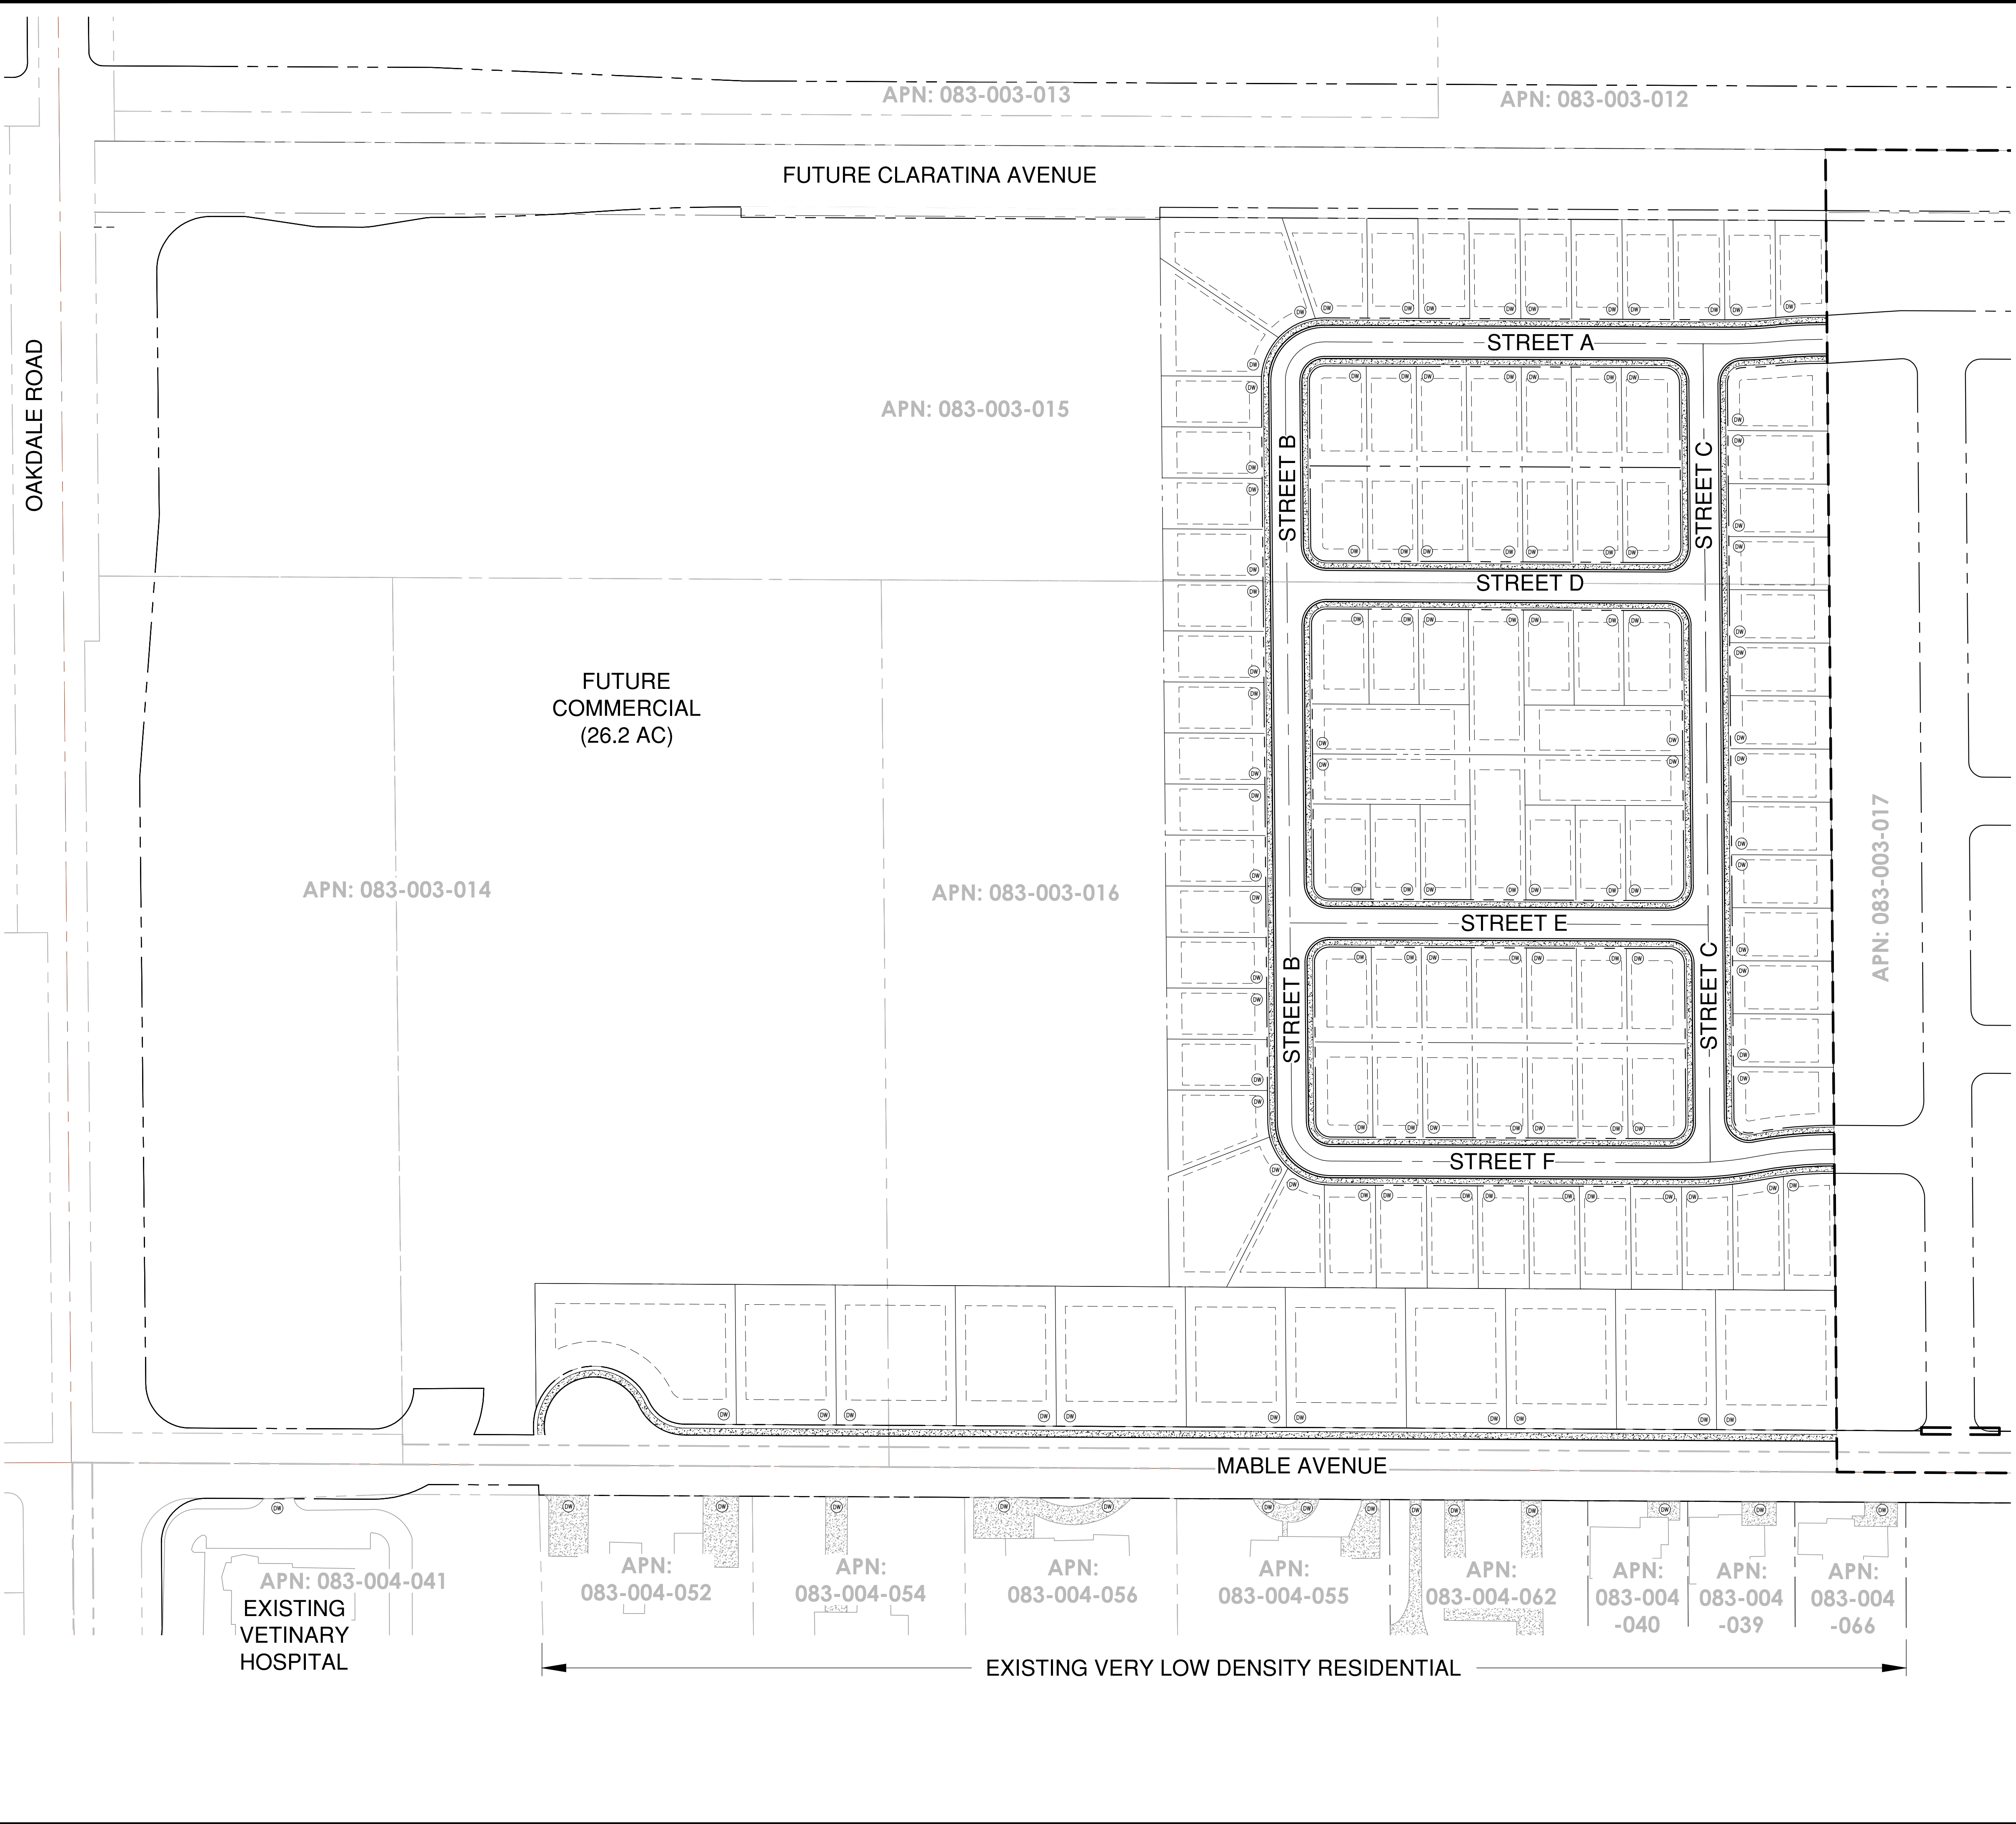 APN: 083-003-013
APN: 083-003-012
FUTURE CLARATINA AVENUE
OAKDALE ROAD
STREET A
APN: 083-003-015
STREET B
STREET C
STREET D
FUTURE
COMMERCIAL
(26.2 AC)
APN: 083-003-014
APN: 083-003-016
APN: 083-003-017
STREET E
STREET B
STREET C
STREET F
MABLE AVENUE
APN: 083-004-041
EXISTING
VETINARY
HOSPITAL
APN:
083-004-052
APN:
083-004-054
APN:
083-004-056
APN:
083-004-055
APN:
083-004-062
APN:
083-004
-040
APN:
083-004
-039
APN:
083-004
-066
EXISTING VERY LOW DENSITY RESIDENTIAL